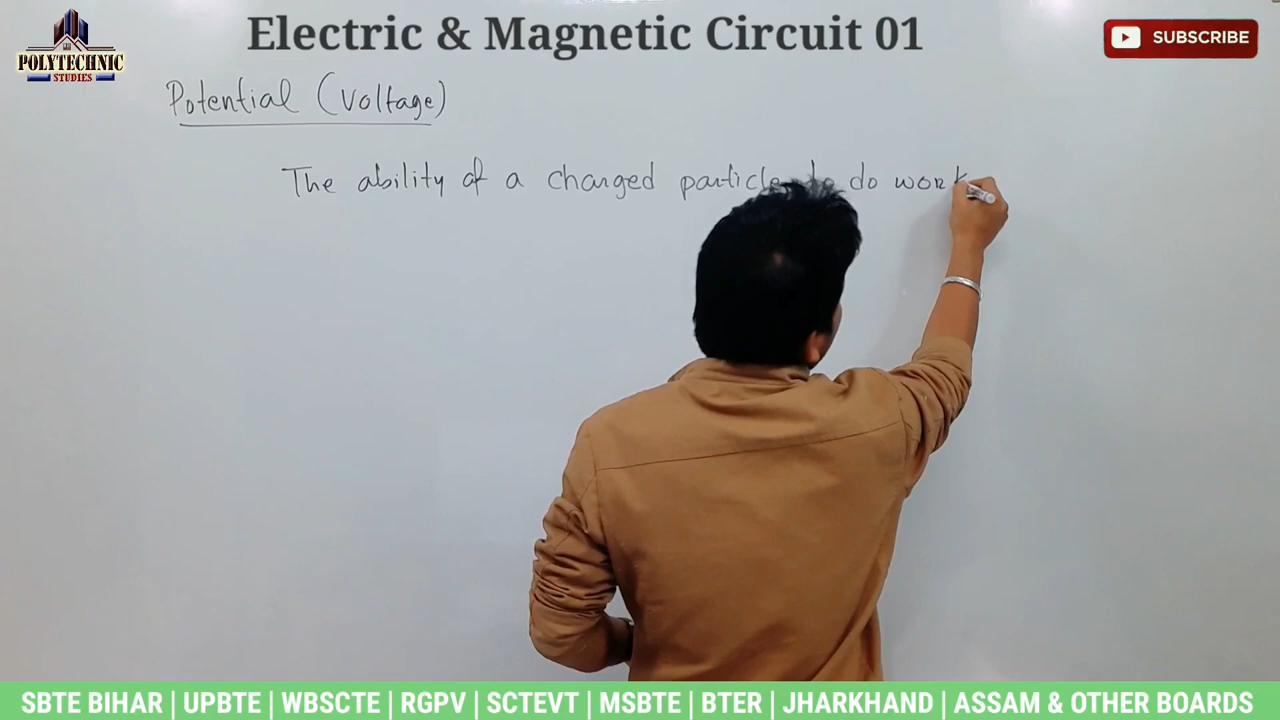 Electric & Magnetic Circuit 01
POLYTECHNIC
STUDIES
SUBSCRIBE
Potential (Voltage)
The ability of a charged particle to do work
SBTE BIHAR | UPBTE | WBSCTE | RGPV | SCTEVT | MSBTE | BTER | JHARKHAND | ASSAM & OTHER BOARDS